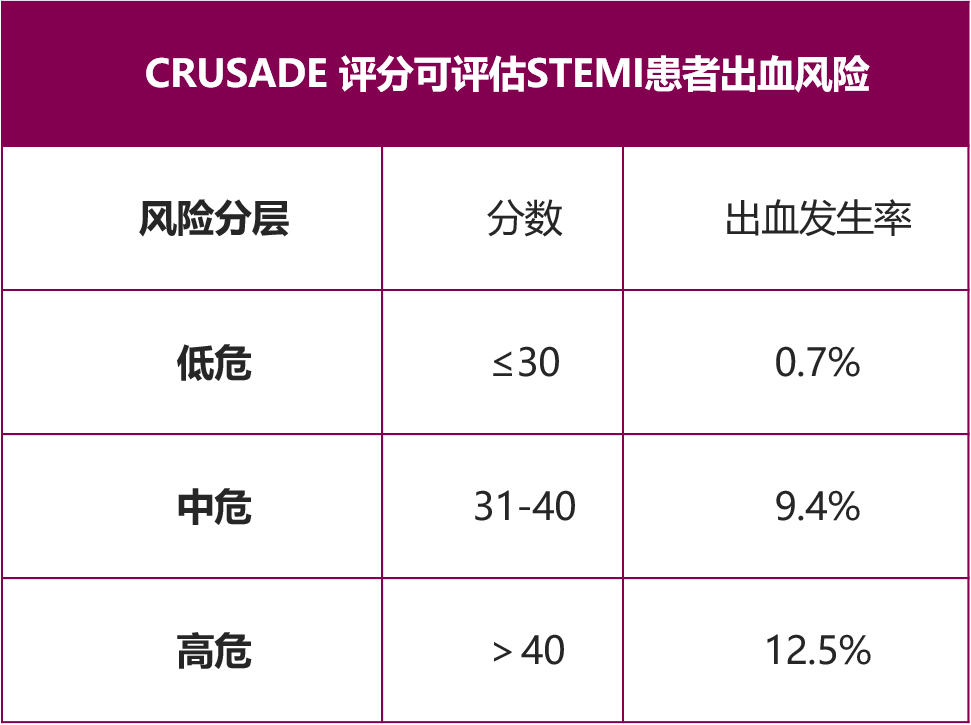 CRUSADE 评分可评估STEMI患者出血风险
风险分层 分数 出血发生率
低危 ≤30 0.7%
中危 31-40 9.4%
高危 >40 12.5%